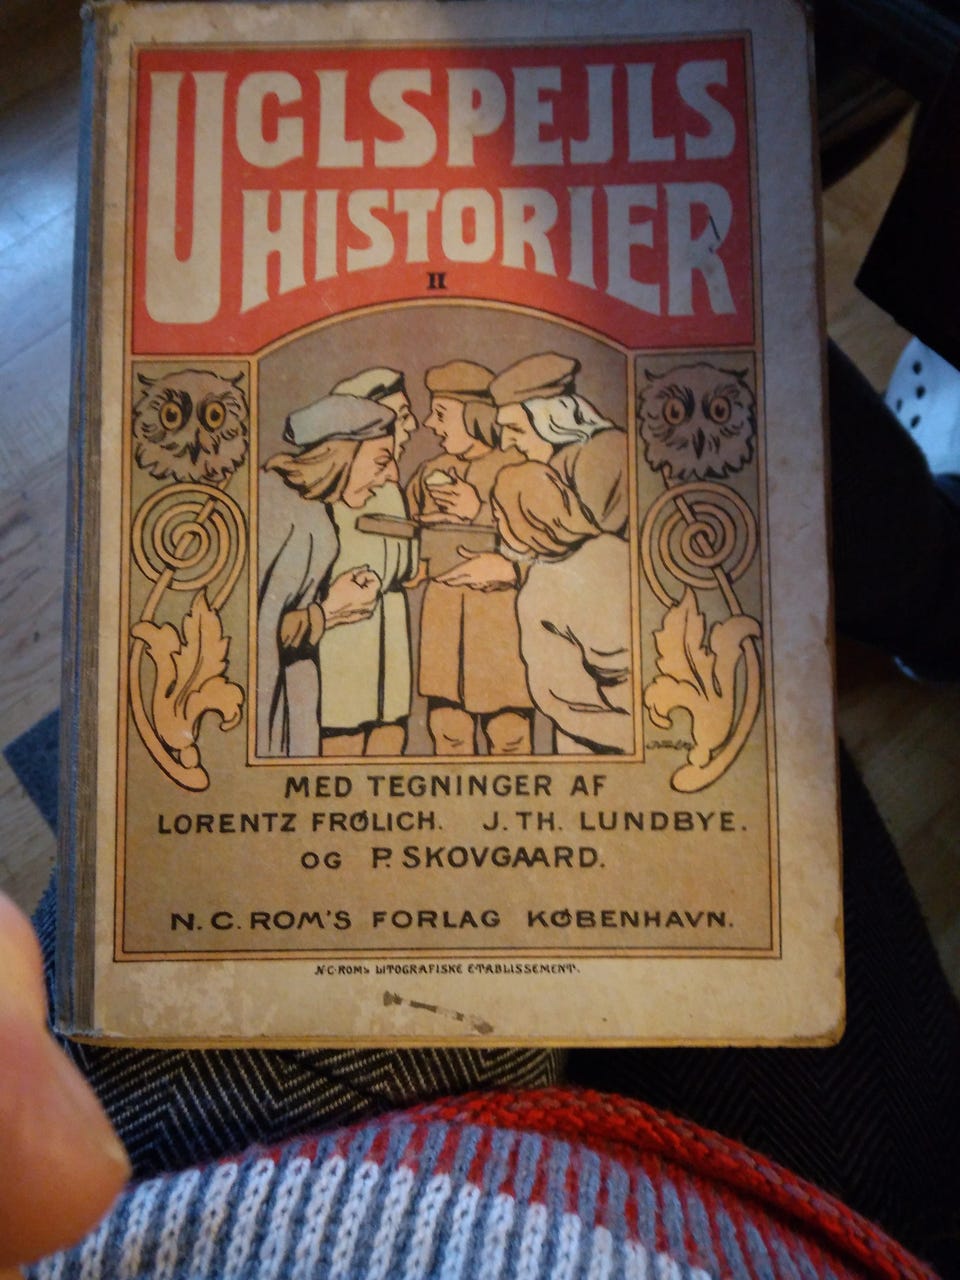 UGLSPEJLS
HISTORIER
II
MED TEGNINGER AF
LORENTZ FRØLICH. J. TH. LUNDBYE.
OG P. SKOVGAARD.
N. C. ROM'S FORLAG KØBENHAVN.
N.C. ROMs LITOGRAFISKE ETABLISSEMENT.